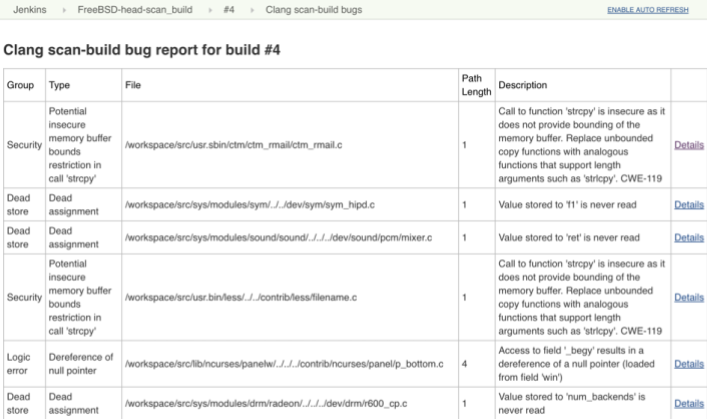 Jenkins » FreeBSD-head-scan_build » #4 » Clang scan-build bugs ENABLE AUTO REFRESH
Clang scan-build bug report for build #4
Group Type File Path Length Description
Security Potential insecure memory buffer bounds restriction in call 'strcpy' /workspace/src/usr.sbin/ctm/ctm_rmail/ctm_rmail.c 1 Call to function 'strcpy' is insecure as it does not provide bounding of the memory buffer. Replace unbounded copy functions with analogous functions that support length arguments such as 'strlcpy'. CWE-119 Details
Dead store Dead assignment /workspace/src/sys/modules/sym/../../dev/sym/sym_hipd.c 1 Value stored to 'f1' is never read Details
Dead store Dead assignment /workspace/src/sys/modules/sound/sound/../../../dev/sound/pcm/mixer.c 1 Value stored to 'ret' is never read Details
Security Potential insecure memory buffer bounds restriction in call 'strcpy' /workspace/src/usr.bin/less/../../contrib/less/filename.c 1 Call to function 'strcpy' is insecure as it does not provide bounding of the memory buffer. Replace unbounded copy functions with analogous functions that support length arguments such as 'strlcpy'. CWE-119 Details
Logic error Dereference of null pointer /workspace/src/lib/ncurses/panelw/../../../contrib/ncurses/panel/p_bottom.c 4 Access to field '_begy' results in a dereference of a null pointer (loaded from field 'win') Details
Dead store Dead assignment /workspace/src/sys/modules/drm/radeon/../../../dev/drm/r600_cp.c 1 Value stored to 'num_backends' is never read Details